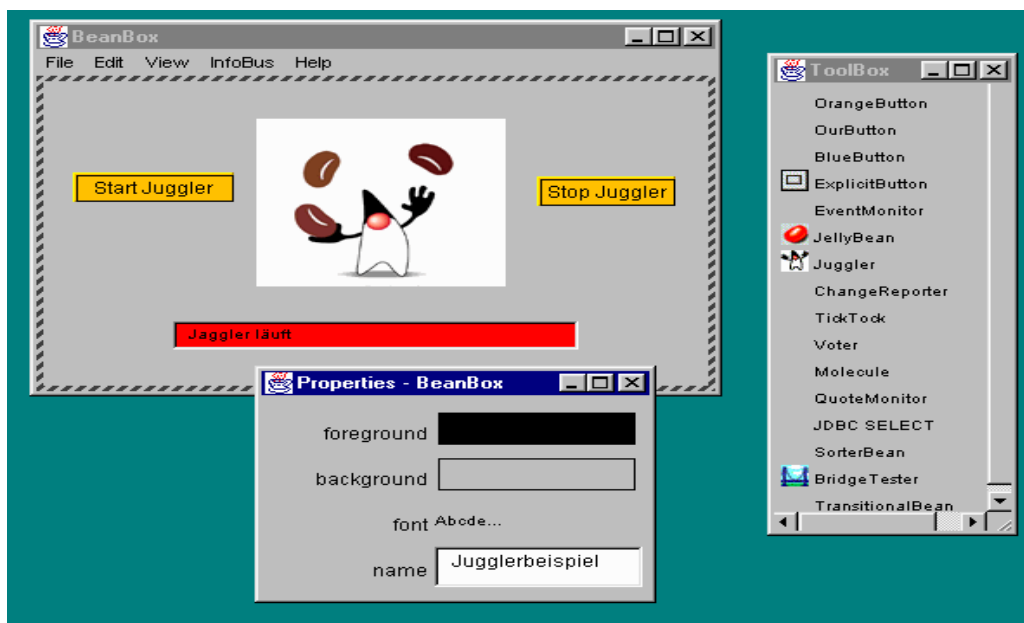 BeanBox
File Edit View InfoBus Help
Start Juggler
Stop Juggler
Jaggler läuft
Properties - BeanBox
foreground
background
font Abcde...
name Jugglerbeispiel
ToolBox
OrangeButton
OurButton
BlueButton
ExplicitButton
EventMonitor
JellyBean
Juggler
ChangeReporter
TickTock
Voter
Molecule
QuoteMonitor
JDBC SELECT
SorterBean
BridgeTester
TransitionalBean